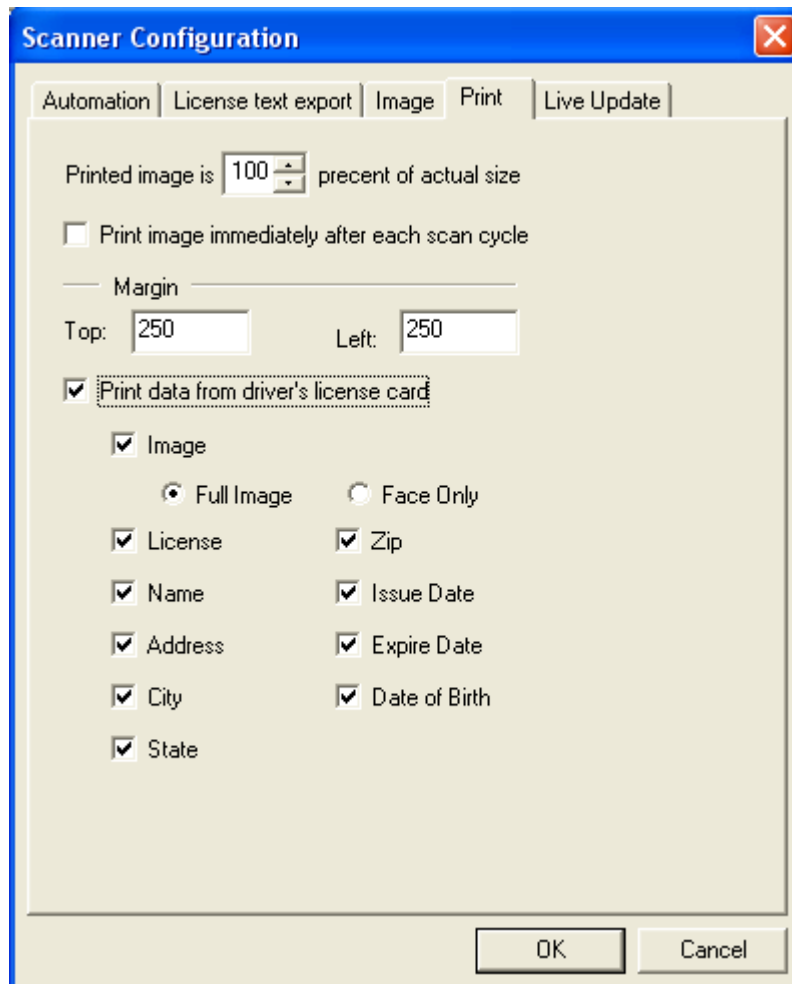 Scanner Configuration
Automation License text export Image Print Live Update
Printed image is 100 precent of actual size
Print image immediately after each scan cycle
Margin
Top: 250 Left: 250
Print data from driver's license card
Image
Full Image Face Only
License Zip
Name Issue Date
Address Expire Date
City Date of Birth
State
OK Cancel